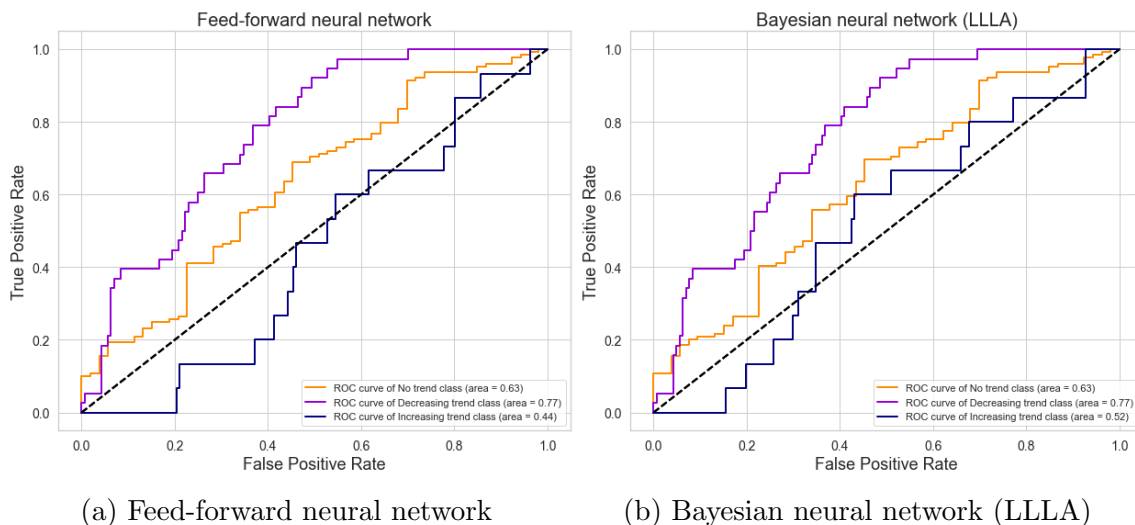 Feed-forward neural network
1.0
0.8
0.6
0.4
0.2
0.0
True Positive Rate
ROC curve of No trend class (area = 0.63)
ROC curve of Decreasing trend class (area = 0.77)
ROC curve of Increasing trend class (area = 0.44)
0.0 0.2 0.4 0.6 0.8 1.0
False Positive Rate
(a) Feed-forward neural network
Bayesian neural network (LLLA)
1.0
0.8
0.6
0.4
0.2
0.0
True Positive Rate
ROC curve of No trend class (area = 0.63)
ROC curve of Decreasing trend class (area = 0.77)
ROC curve of Increasing trend class (area = 0.52)
0.0 0.2 0.4 0.6 0.8 1.0
False Positive Rate
(b) Bayesian neural network (LLLA)